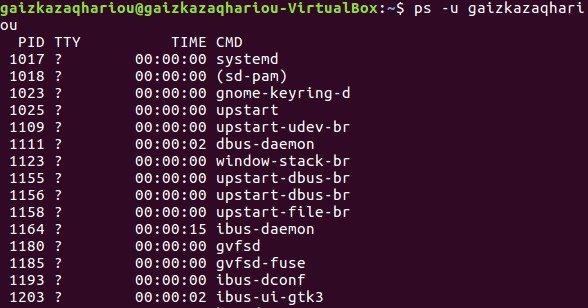 gaizkazaqhariou@gaizkazaqhariou-VirtualBox:~$ ps -u gaizkazaqhari
ou
  PID TTY          TIME CMD
 1017 ?        00:00:00 systemd
 1018 ?        00:00:00 (sd-pam)
 1023 ?        00:00:00 gnome-keyring-d
 1025 ?        00:00:00 upstart
 1109 ?        00:00:00 upstart-udev-br
 1111 ?        00:00:02 dbus-daemon
 1123 ?        00:00:00 window-stack-br
 1155 ?        00:00:00 upstart-dbus-br
 1156 ?        00:00:00 upstart-dbus-br
 1158 ?        00:00:00 upstart-file-br
 1164 ?        00:00:15 ibus-daemon
 1180 ?        00:00:00 gvfsd
 1185 ?        00:00:00 gvfsd-fuse
 1193 ?        00:00:00 ibus-dconf
 1203 ?        00:00:02 ibus-ui-gtk3